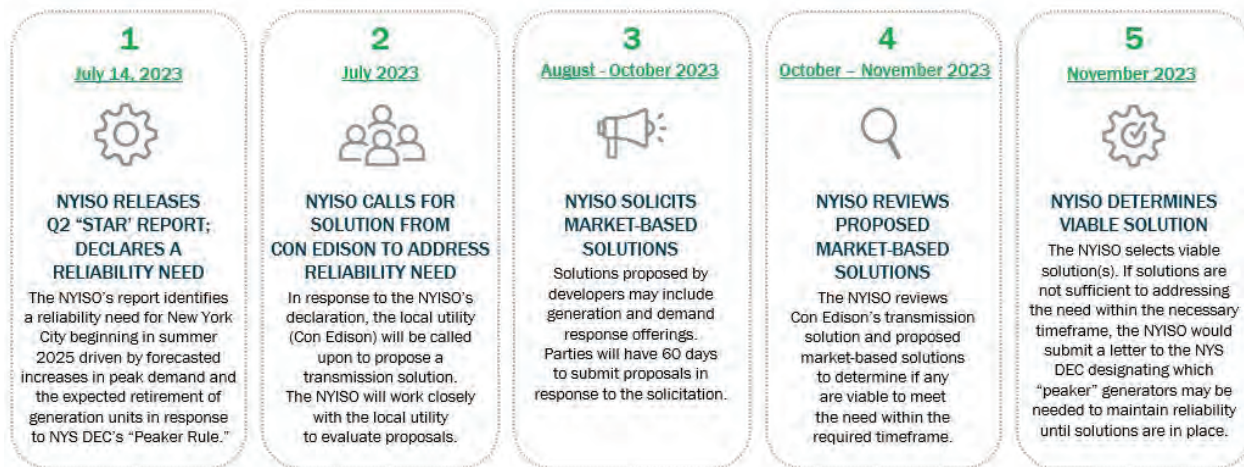 1
July 14, 2023
NYISO RELEASES
Q2 “STAR’ REPORT;
DECLARES A
RELIABILITY NEED
The NYISO’s report identifies
a reliability need for New York
City beginning in summer
2025 driven by forecasted
increases in peak demand and
the expected retirement of
generation units in response
to NYS DEC’s “Peaker Rule.”
2
July 2023
NYISO CALLS FOR
SOLUTION FROM
CON EDISON TO ADDRESS
RELIABILITY NEED
In response to the NYISO’s
declaration, the local utility
(Con Edison) will be called
upon to propose a
transmission solution.
The NYISO will work closely
with the local utility
to evaluate proposals.
3
August - October 2023
NYISO SOLICITS
MARKET-BASED
SOLUTIONS
Solutions proposed by
developers may include
generation and demand
response offerings.
Parties will have 60 days
to submit proposals in
response to the solicitation.
4
October – November 2023
NYISO REVIEWS
PROPOSED
MARKET-BASED
SOLUTIONS
The NYISO reviews
Con Edison’s transmission
solution and proposed
market-based solutions
to determine if any
are viable to meet
the need within the
required timeframe.
5
November 2023
NYISO DETERMINES
VIABLE SOLUTION
The NYISO selects viable
solution(s). If solutions are
not sufficient to addressing
the need within the necessary
timeframe, the NYISO would
submit a letter to the NYS
DEC designating which
“peaker” generators may be
needed to maintain reliability
until solutions are in place.